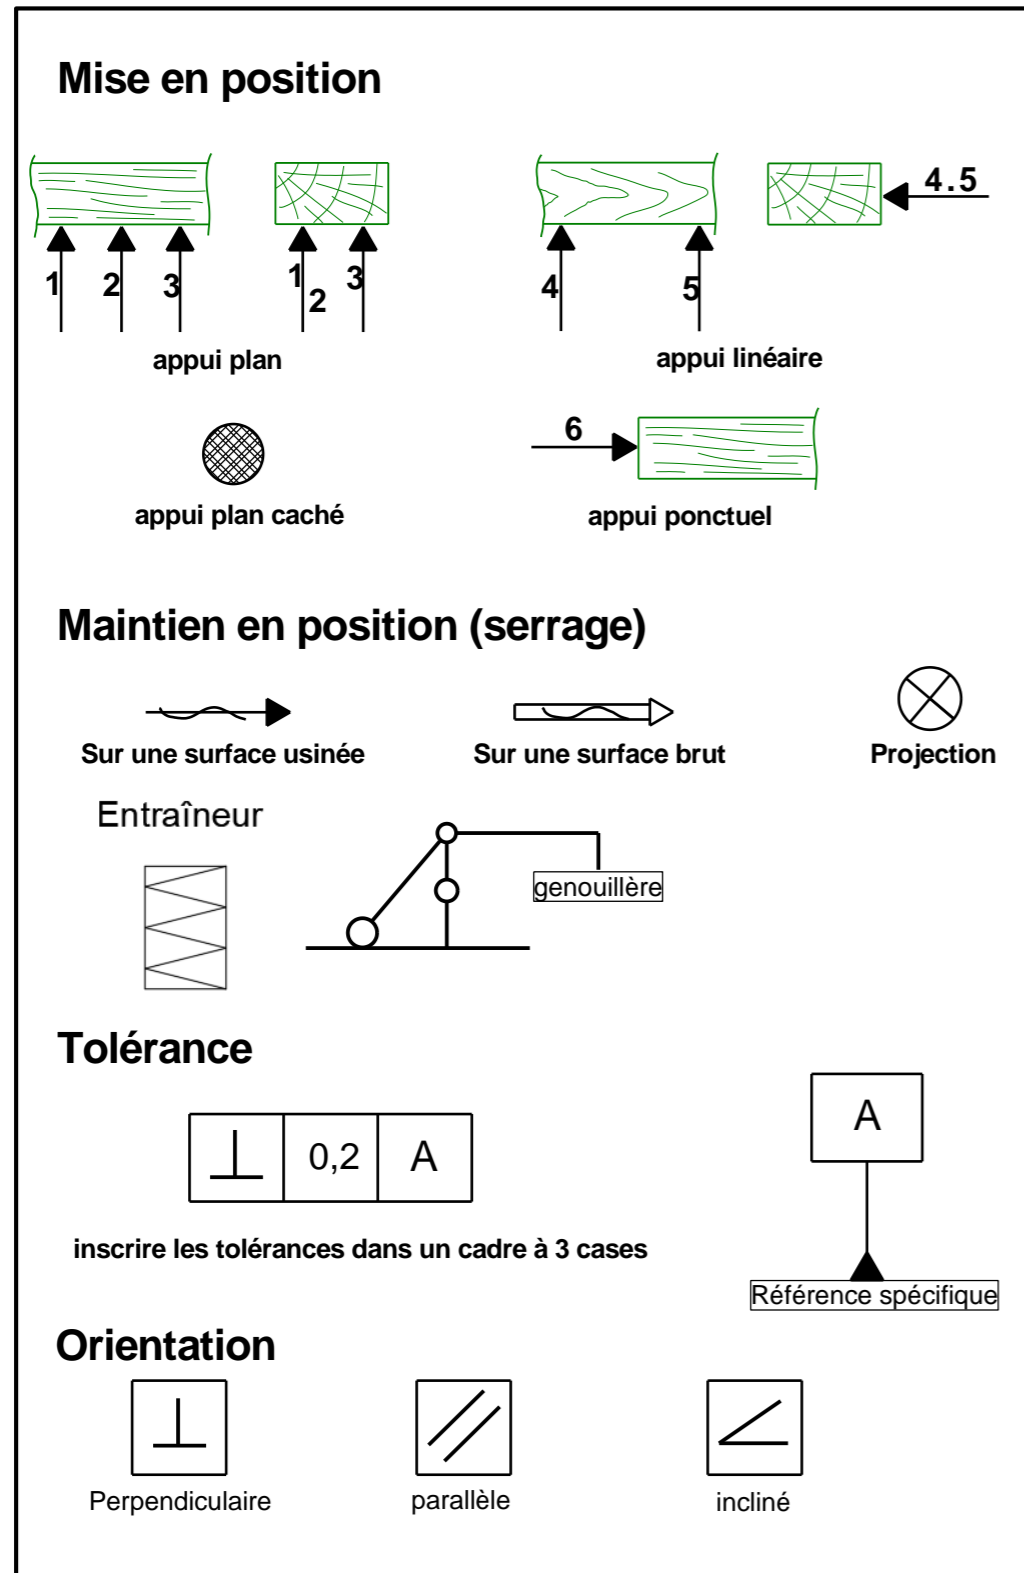 Mise en position
4.5
1 2 3 1 2 3 4 5
appui plan
appui linéaire
6
appui plan caché
appui ponctuel
Maintien en position (serrage)
Sur une surface usinée
Sur une surface brut
Projection
Entraîneur
genouillère
Tolérance
A
0,2 A
inscrire les tolérances dans un cadre à 3 cases
Référence spécifique
Orientation
Perpendiculaire
parallèle
incliné